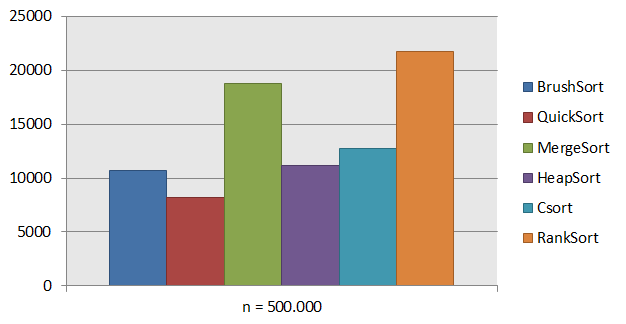 25000
20000
15000
10000
5000
0
n = 500.000
BrushSort
QuickSort
MergeSort
HeapSort
Csort
RankSort